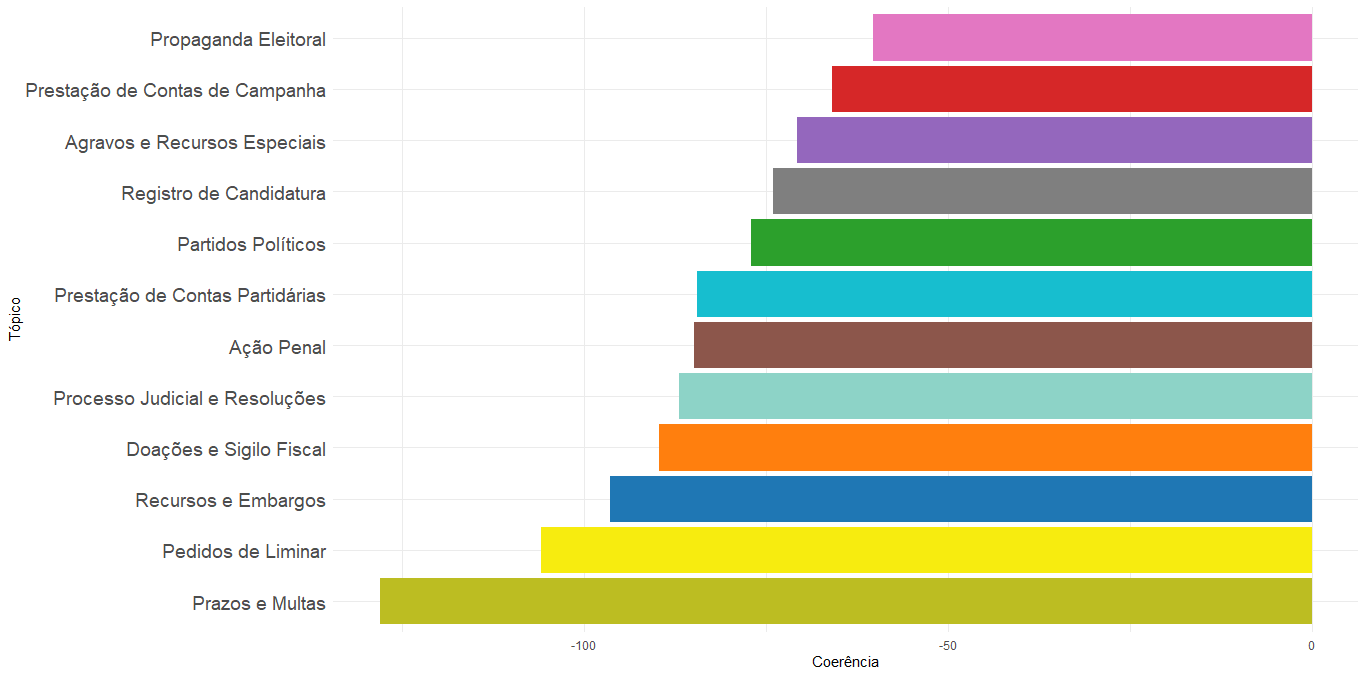 Propaganda Eleitoral
Prestação de Contas de Campanha
Agravos e Recursos Especiais
Registro de Candidatura
Partidos Políticos
Prestação de Contas Partidárias
Ação Penal
Processo Judicial e Resoluções
Doações e Sigilo Fiscal
Recursos e Embargos
Pedidos de Liminar
Prazos e Multas
Tópico
-100
-50
0
Coerência